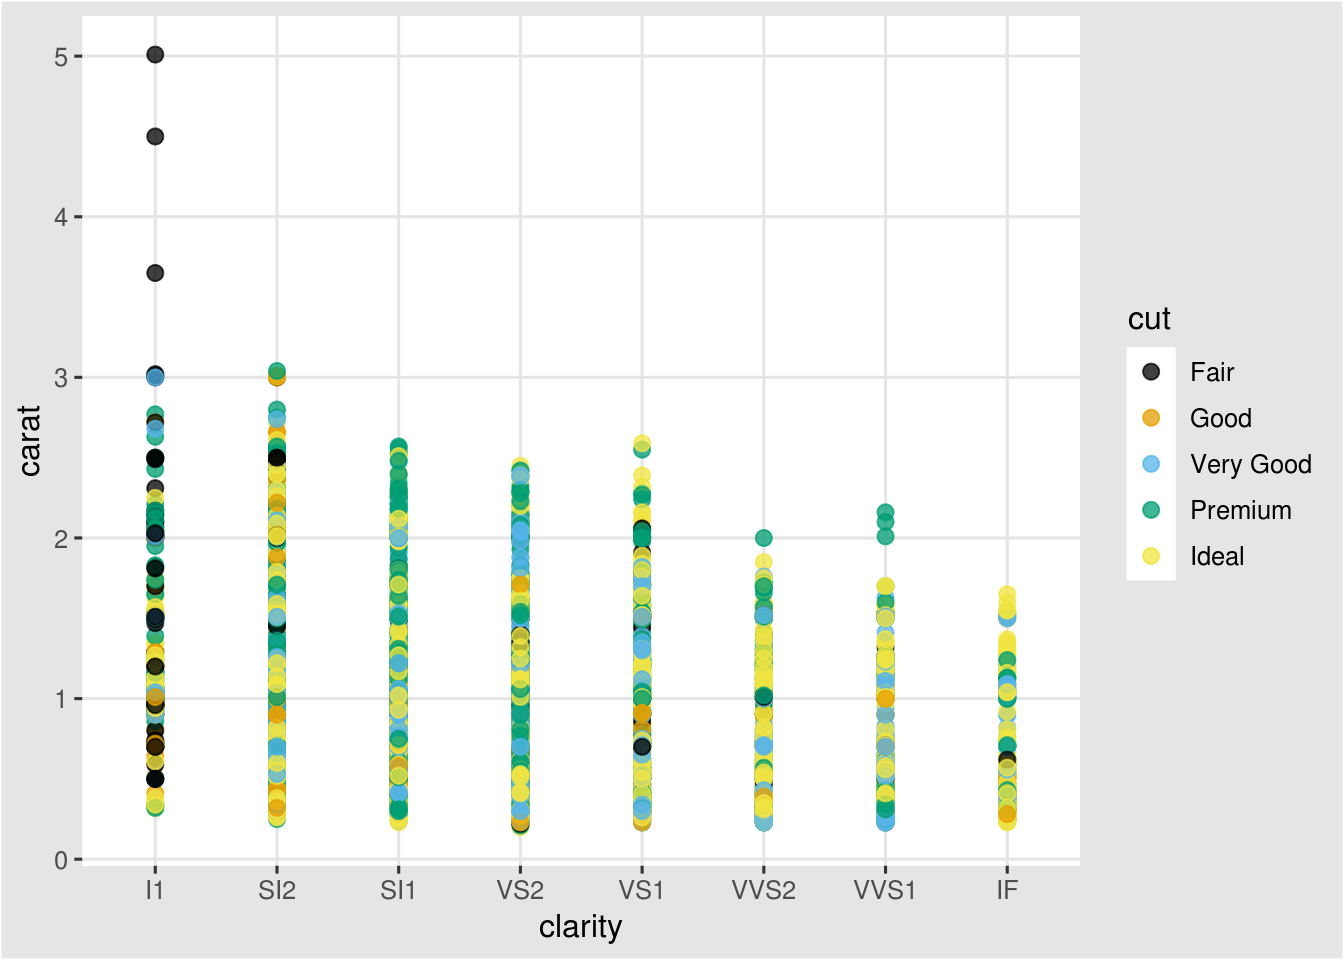 5
4
3
2
1
0
carat
I1 SI2 SI1 VS2 VS1 VVS2 VVS1 IF
clarity
cut
Fair
Good
Very Good
Premium
Ideal